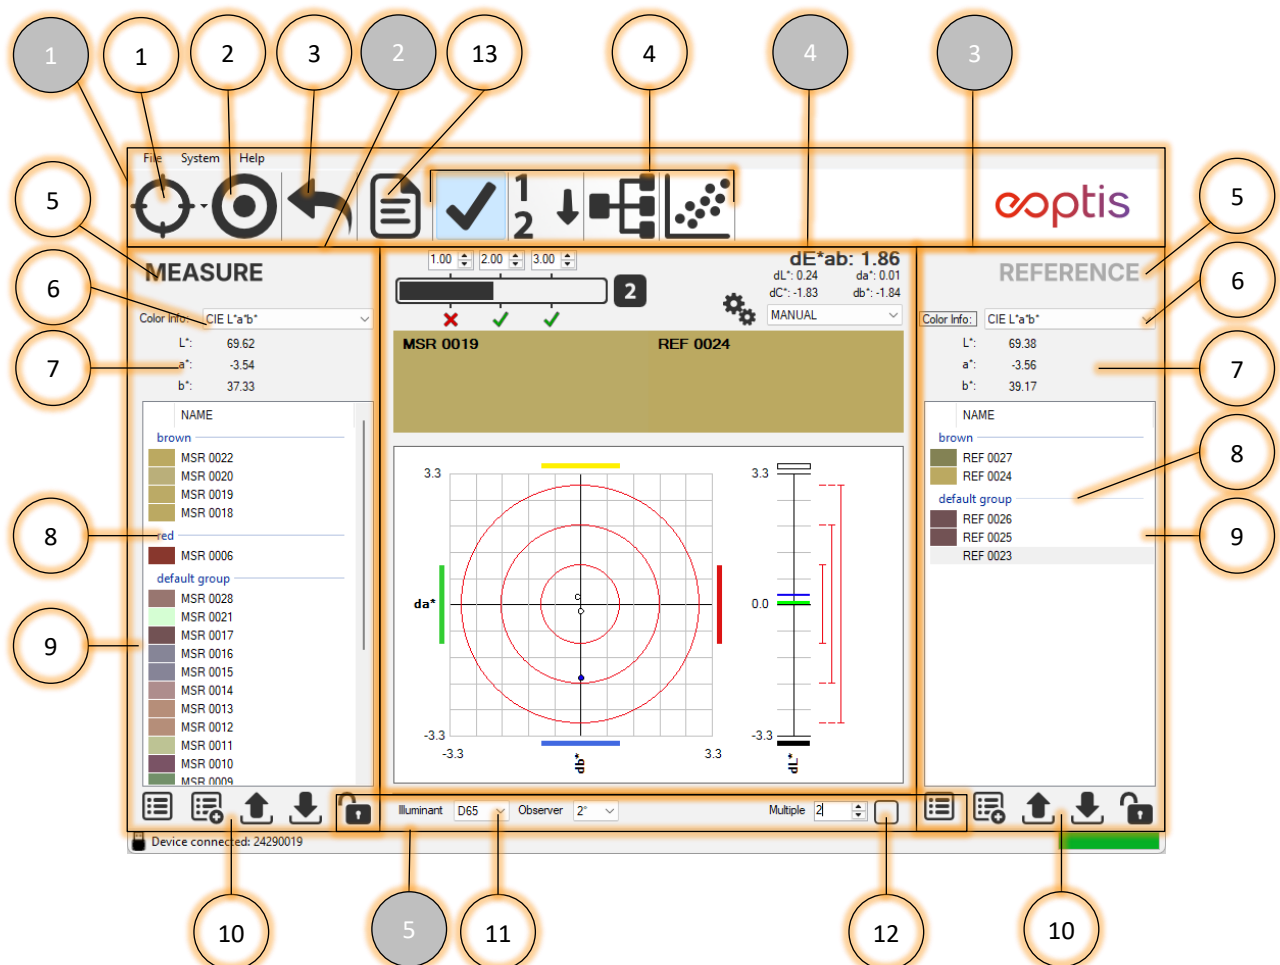 1
1
2
3
2
13
4
4
3
File System Help
1
2
eoptis
5
5
MEASURE
1.00 2.00 3.00
dE*ab: 1.86
dL*: 0.24 da*: 0.01
dC*: -1.83 db*: -1.84
2
MANUAL
REFERENCE
6
6
Color Info: CIE L*a*b*
L*: 69.62
a*: -3.54
b*: 37.33
7
MSR 0019 REF 0024
Color Info: CIE L*a*b*
L*: 69.38
a*: -3.56
b*: 39.17
7
NAME
brown
MSR 0022
MSR 0020
MSR 0019
MSR 0018
red
MSR 0006
default group
MSR 0028
MSR 0021
MSR 0017
MSR 0016
MSR 0015
MSR 0014
MSR 0013
MSR 0012
MSR 0011
MSR 0010
MSR 0009
8
9
3.3
da*
-3.3
-3.3
db*
3.3
C
3.3
0.0
-3.3
dL*
NAME
brown
REF 0027
REF 0024
default group
REF 0026
REF 0025
REF 0023
8
9
Illuminant D65 Observer 2° Multiple 2
Device connected: 24290019
10
5
11
12
10